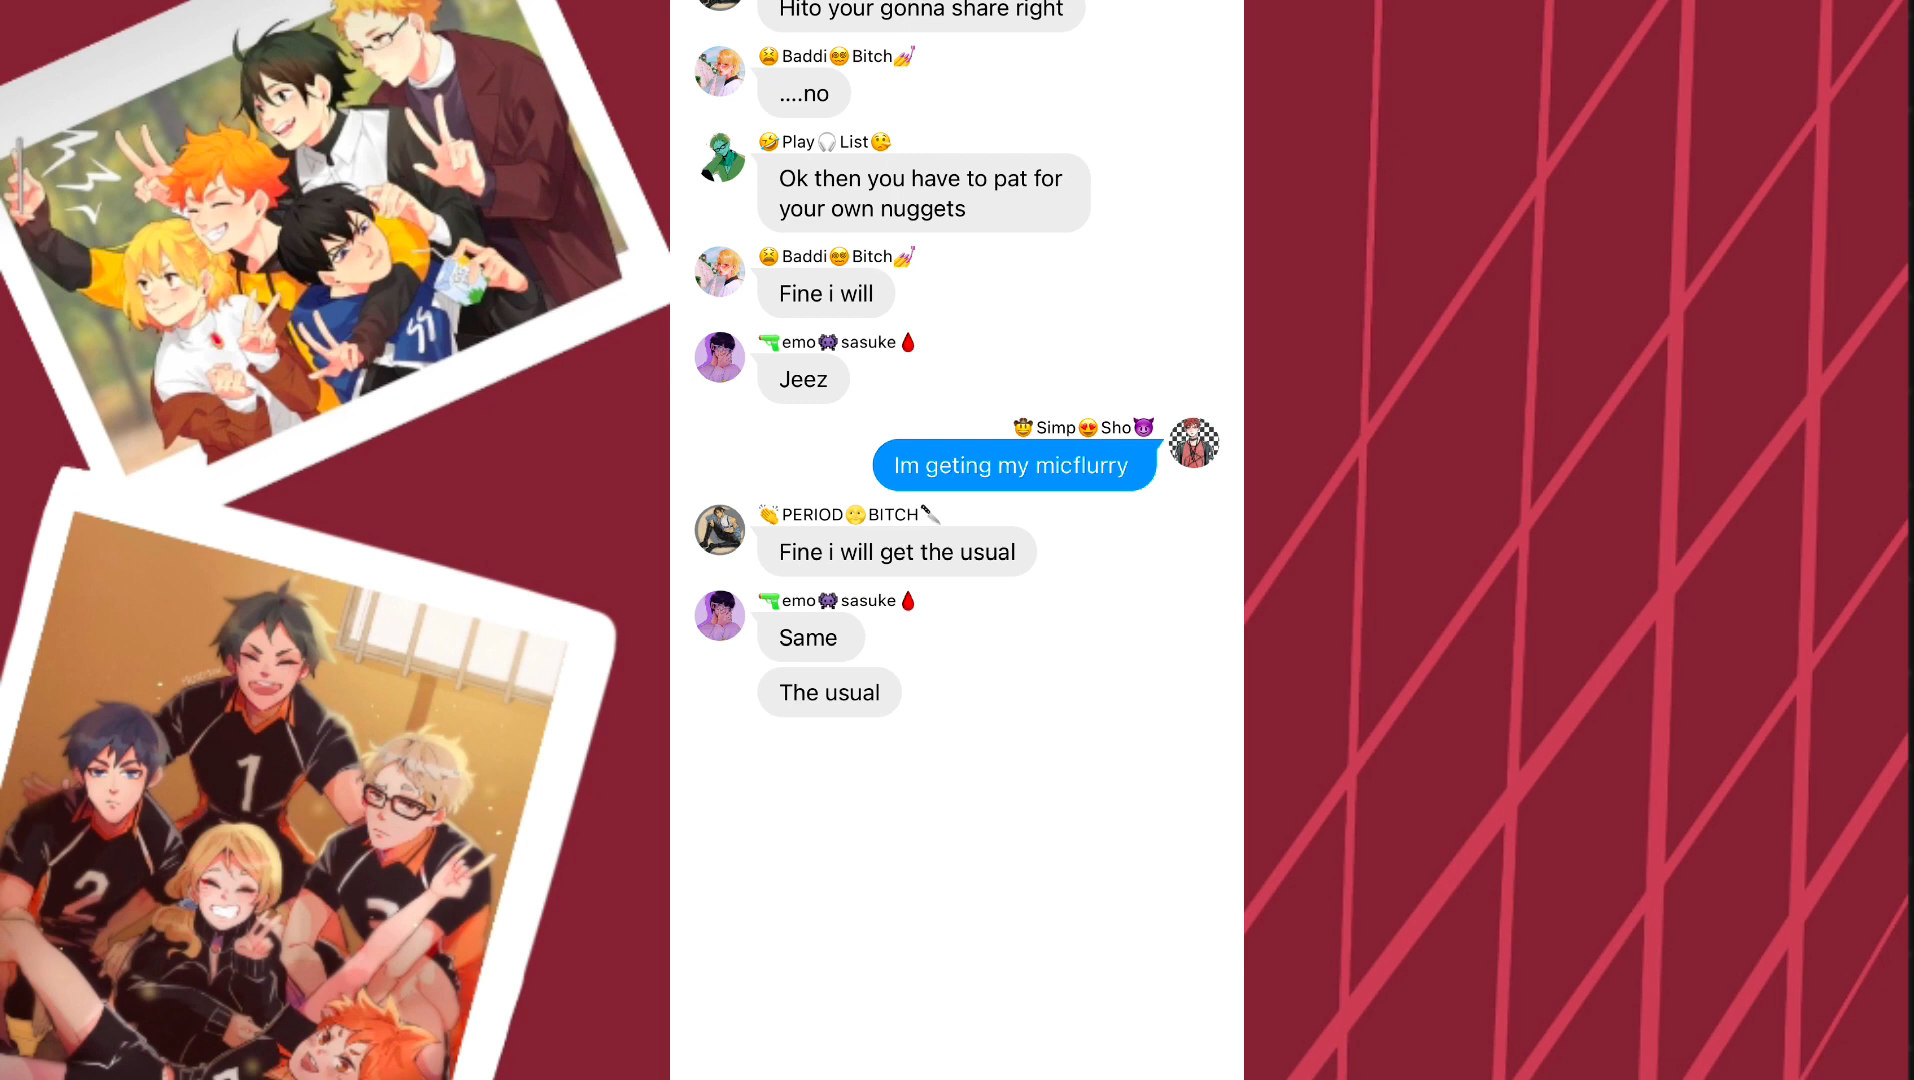 Hito your gonna share right
😫Baddi😵‍💫Bitch💅
....no
🤣Play🎧List🤐
Ok then you have to pat for
your own nuggets
😫Baddi😵‍💫Bitch💅
Fine i will
🔫emo👾sasuke🩸
Jeez
🤠Simp😍Sho😈
Im geting my micflurry
👏PERIOD🌝BITCH🔪
Fine i will get the usual
🔫emo👾sasuke🩸
Same
The usual
1
2